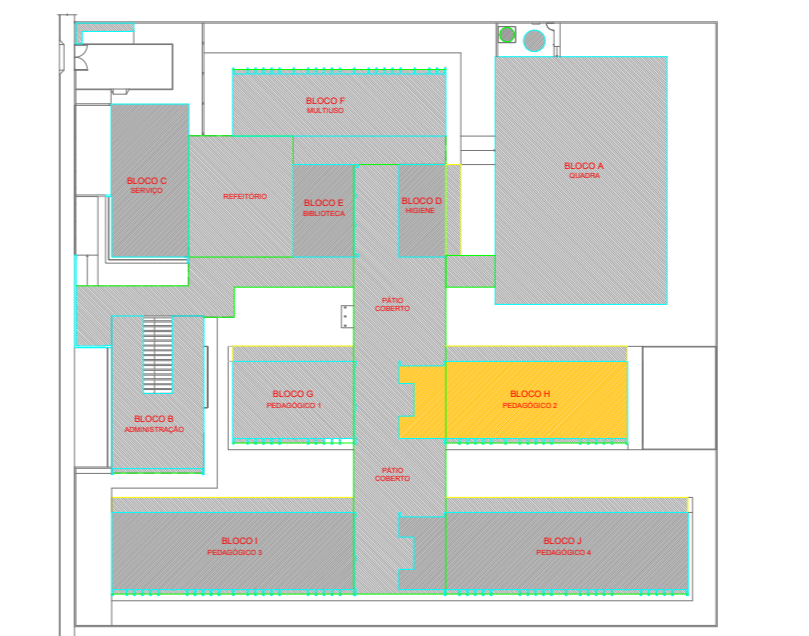 BLOCO F
MULTIUSO
BLOCO A
QUADRA
BLOCO C
SERVIÇO
REFEITÓRIO
BLOCO E
BIBLIOTECA
BLOCO D
HIGIENE
PÁTIO
COBERTO
BLOCO G
PEDAGÓGICO 1
BLOCO H
PEDAGÓGICO 2
BLOCO B
ADMINISTRAÇÃO
PÁTIO
COBERTO
BLOCO I
PEDAGÓGICO 3
BLOCO J
PEDAGÓGICO 4